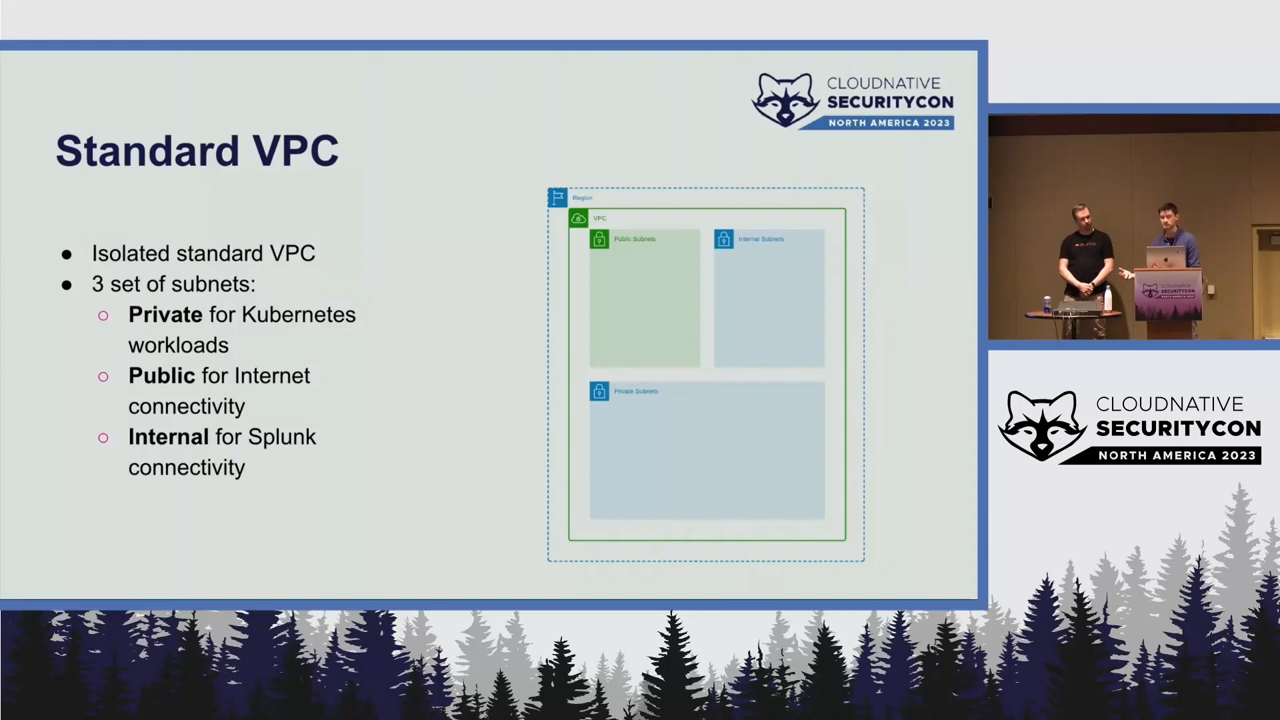 CLOUDNATIVE
SECURITYCON
NORTH AMERICA 2023
Standard VPC
● Isolated standard VPC
● 3 set of subnets:
○ Private for Kubernetes
workloads
○ Public for Internet
connectivity
○ Internal for Splunk
connectivity
Region
VPC
Public Subnets
Internal Subnets
Private Subnets
CLOUDNATIVE
SECURITYCON
NORTH AMERICA 2023